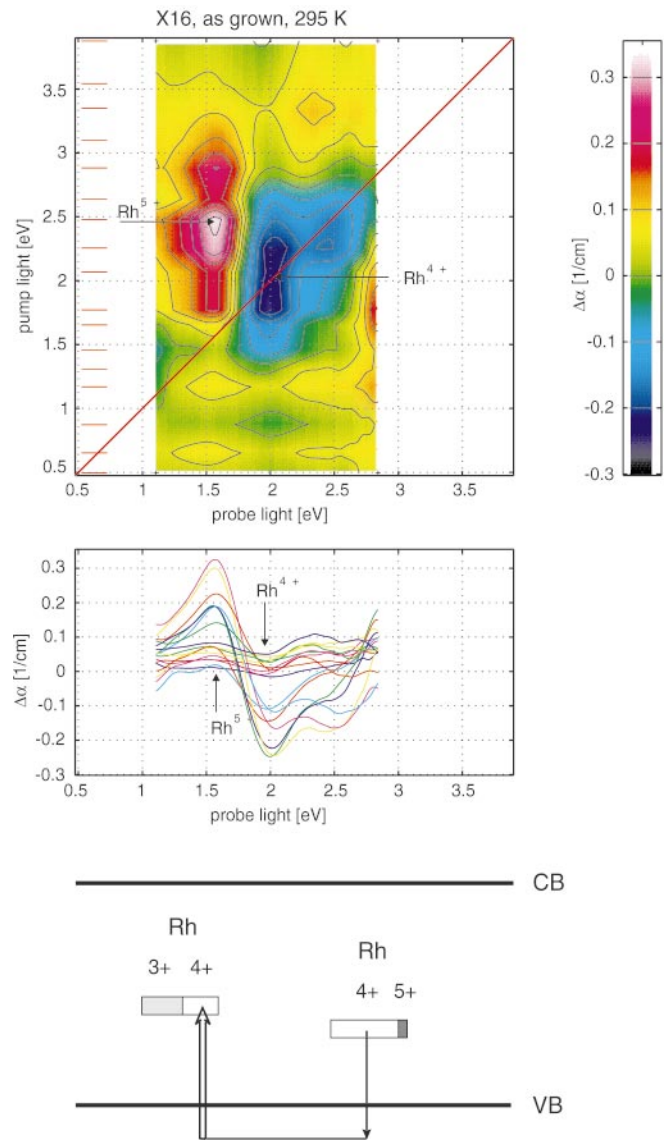 X16, as grown, 295 K
3.5
3
2.5
2
1.5
1
0.5
pump light [eV]
Rh⁵
Rh⁴ ⁺
0.5 1 1.5 2 2.5 3 3.5
probe light [eV]
0.3
0.2
0.1
0
-0.1
-0.2
-0.3
Δα [1/cm]
0.3
0.2
0.1
0
-0.1
-0.2
-0.3
Δα [1/cm]
Rh⁴ ⁺
Rh⁵
0.5 1 1.5 2 2.5 3 3.5
probe light [eV]
CB
Rh
3+ 4+
Rh
4+ 5+
VB